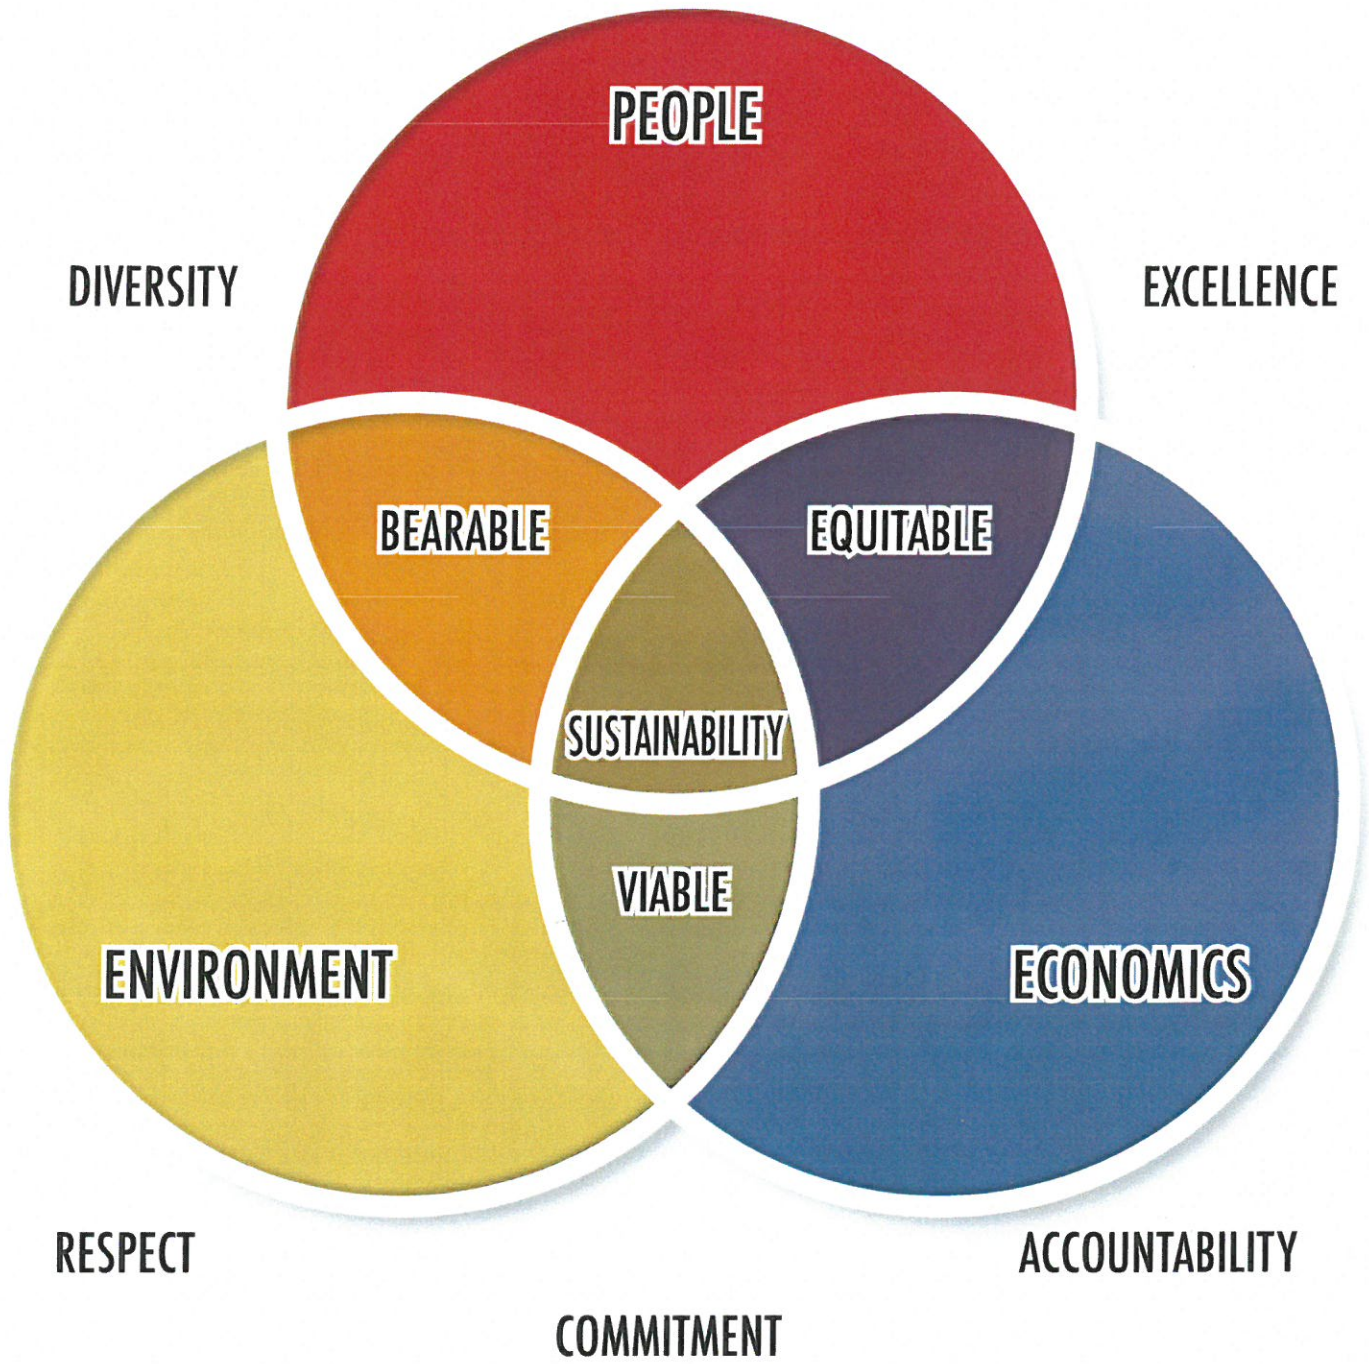 PEOPLE
DIVERSITY
EXCELLENCE
BEARABLE
EQUITABLE
SUSTAINABILITY
VIABLE
ENVIRONMENT
ECONOMICS
RESPECT
ACCOUNTABILITY
COMMITMENT